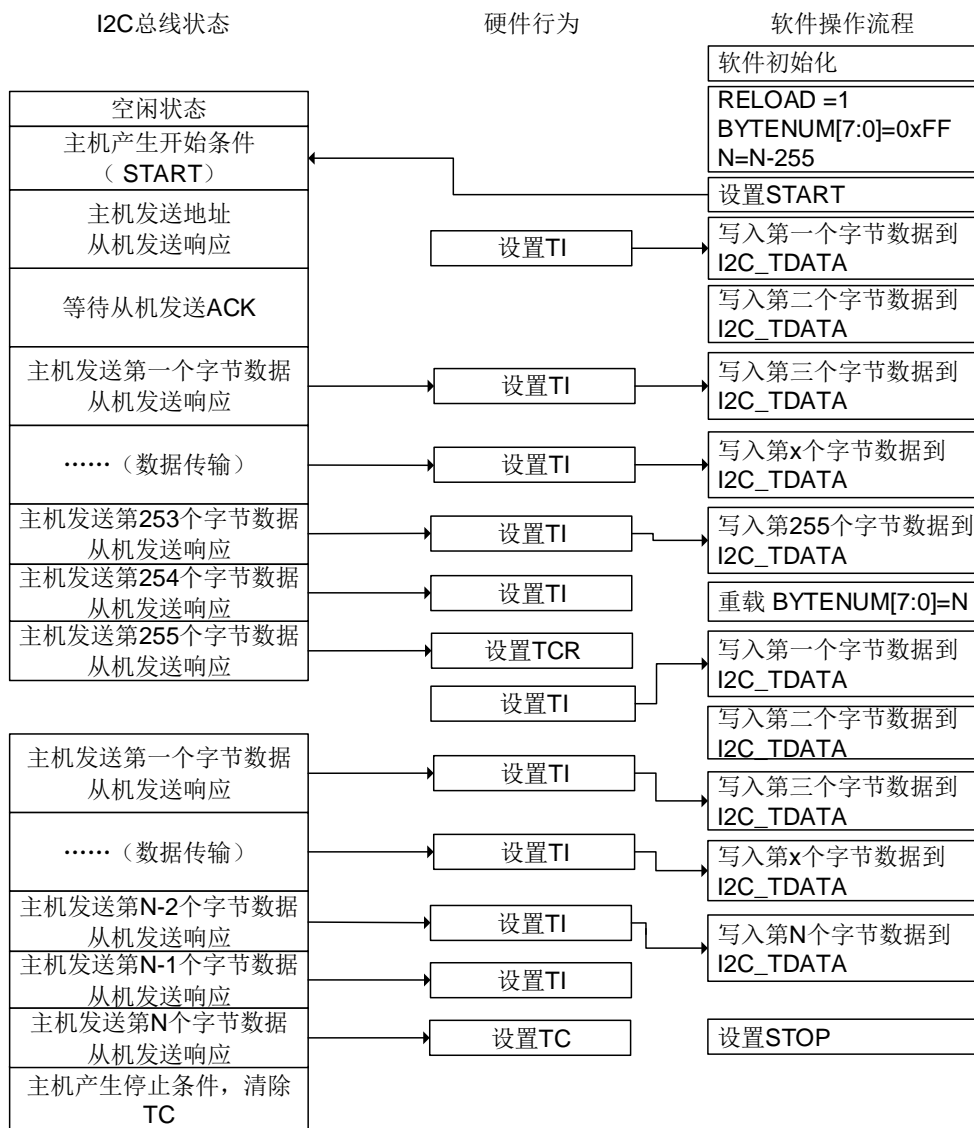 I2C总线状态
硬件行为
软件操作流程
软件初始化
空闲状态
RELOAD =1
BYTENUM[7:0]=0xFF
N=N-255
主机产生开始条件
（ START）
设置START
主机发送地址
从机发送响应
设置TI
写入第一个字节数据到
I2C_TDATA
等待从机发送ACK
写入第二个字节数据到
I2C_TDATA
主机发送第一个字节数据
从机发送响应
设置TI
写入第三个字节数据到
I2C_TDATA
……（数据传输）
设置TI
写入第x个字节数据到
I2C_TDATA
主机发送第253个字节数据
从机发送响应
设置TI
写入第255个字节数据到
I2C_TDATA
主机发送第254个字节数据
从机发送响应
设置TI
重载 BYTENUM[7:0]=N
主机发送第255个字节数据
从机发送响应
设置TCR
设置TI
写入第一个字节数据到
I2C_TDATA
写入第二个字节数据到
I2C_TDATA
主机发送第一个字节数据
从机发送响应
设置TI
写入第三个字节数据到
I2C_TDATA
……（数据传输）
设置TI
写入第x个字节数据到
I2C_TDATA
主机发送第N-2个字节数据
从机发送响应
设置TI
写入第N个字节数据到
I2C_TDATA
主机发送第N-1个字节数据
从机发送响应
设置TI
主机发送第N个字节数据
从机发送响应
设置TC
设置STOP
主机产生停止条件，清除
TC